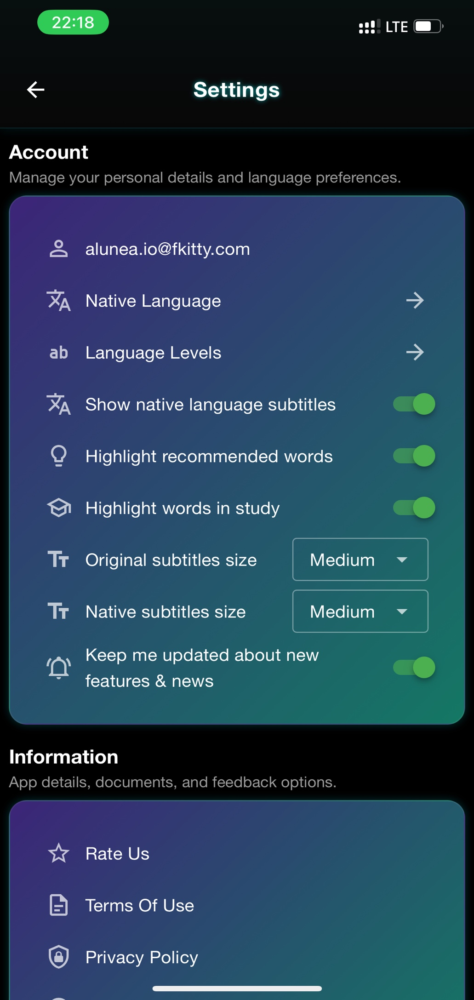 22:18
LTE
Settings
Account
Manage your personal details and language preferences.
alunea.io@fkitty.com
Native Language
ab Language Levels
Show native language subtitles
Highlight recommended words
Highlight words in study
Original subtitles size Medium
Native subtitles size Medium
Keep me updated about new
features & news
Information
App details, documents, and feedback options.
Rate Us
Terms Of Use
Privacy Policy